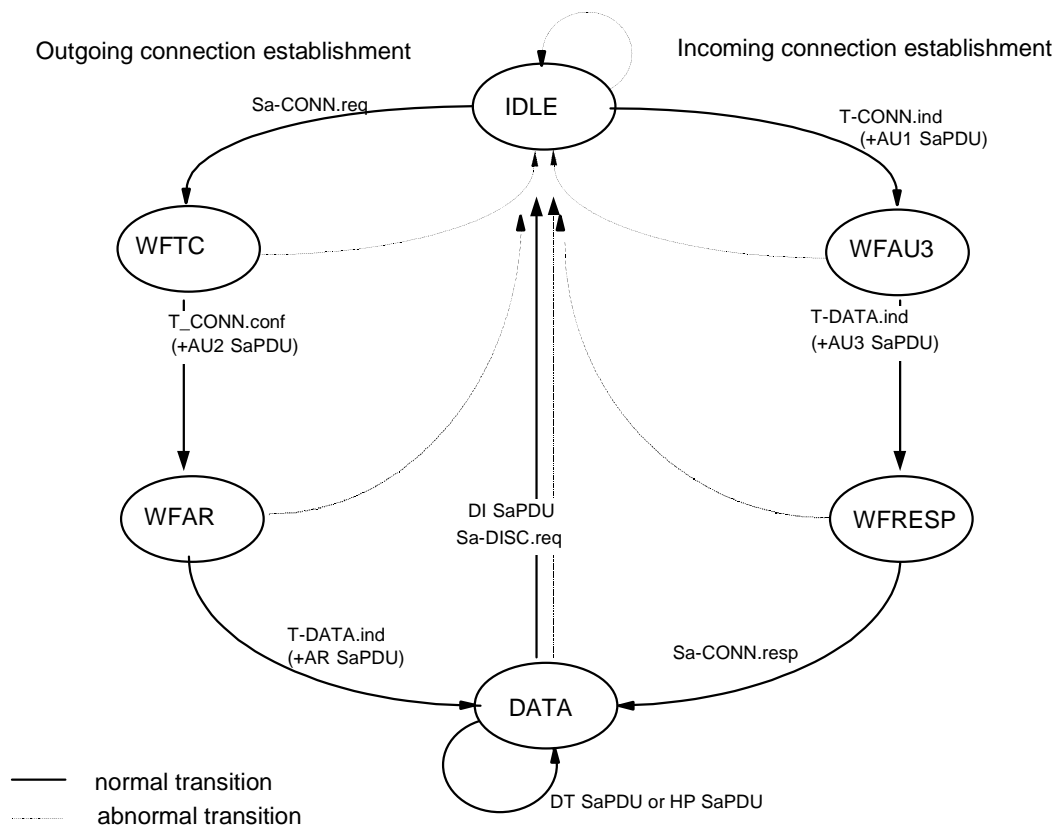 Outgoing connection establishment
Incoming connection establishment
IDLE
Sa-CONN.req
T-CONN.ind
(+AU1 SaPDU)
WFTC
WFAU3
T_CONN.conf
(+AU2 SaPDU)
T-DATA.ind
(+AU3 SaPDU)
WFAR
WFRESP
DI SaPDU
Sa-DISC.req
T-DATA.ind
(+AR SaPDU)
Sa-CONN.resp
DATA
DT SaPDU or HP SaPDU
normal transition
abnormal transition